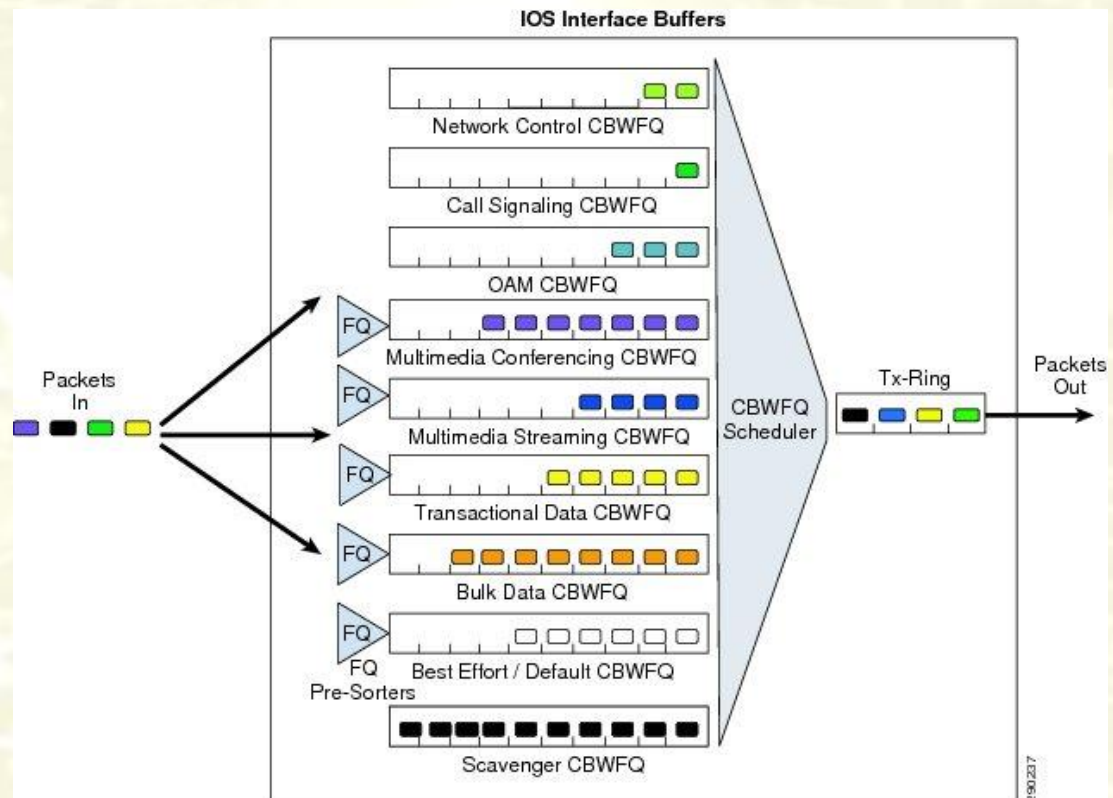 IOS Interface Buffers
Network Control CBWFQ
Call Signaling CBWFQ
OAM CBWFQ
FQ
Multimedia Conferencing CBWFQ
Packets
In
FQ
Multimedia Streaming CBWFQ
CBWFQ
Scheduler
Tx-Ring
Packets
Out
FQ
Transactional Data CBWFQ
FQ
Bulk Data CBWFQ
FQ
FQ
Pre-Sorters
Best Effort / Default CBWFQ
Scavenger CBWFQ
290237